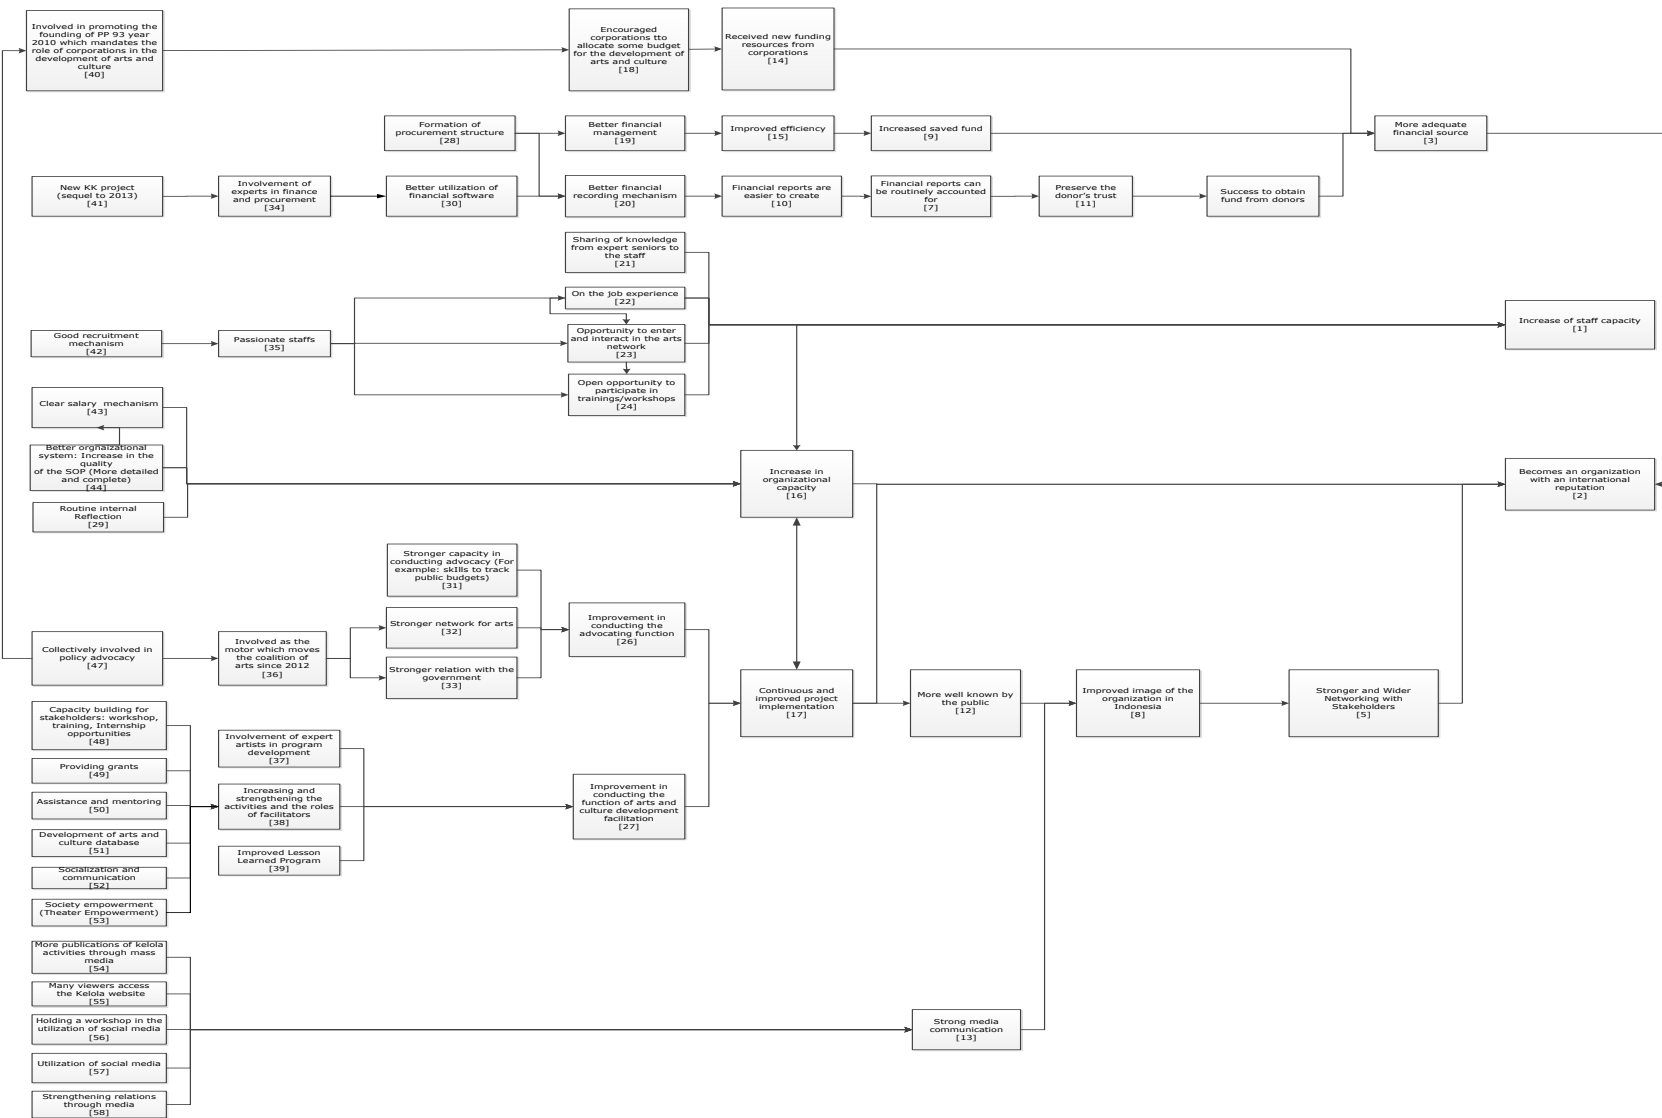 Involved in promoting the
founding of PP 93 year
2010 which mandates the
role of corporations in the
development of arts and
culture
[40]
Encouraged
corporations tto
allocate some budget
for the development of
arts and culture
[18]
Received new funding
resources from
corporations
[14]
Formation of
procurement structure
[28]
Better financial
management
[19]
Improved efficiency
[15]
Increased saved fund
[9]
More adequate
financial source
[3]
New KK project
(sequel to 2013)
[41]
Involvement of
experts in finance
and procurement
[34]
Better utilization of
financial software
[30]
Better financial
recording mechanism
[20]
Financial reports are
easier to create
[10]
Financial reports can
be routinely accounted
for
[7]
Preserve the
donor's trust
[11]
Success to obtain
fund from donors
Sharing of knowledge
from expert seniors to
the staff
[21]
On the job experience
[22]
Good recruitment
mechanism
[42]
Passionate staffs
[35]
Opportunity to enter
and interact in the arts
network
[23]
Open opportunity to
participate in
trainings/workshops
[24]
Increase of staff capacity
[1]
Clear salary  mechanism
[43]
Better orghaizational
system: Increase in the
quality
of the SOP (More detailed
and complete)
[44]
Routine internal
Reflection
[29]
Increase in
organizational
capacity
[16]
Becomes an organization
with an international
reputation
[2]
Stronger capacity in
conducting advocacy (For
example: skills to track
public budgets)
[31]
Stronger network for arts
[32]
Stronger relation with the
government
[33]
Improvement in
conducting the
advocating function
[26]
Collectively involved in
policy advocacy
[47]
Involved as the
motor which moves
the coalition of
arts since 2012
[36]
Continuous and
improved project
implementation
[17]
More well known by
the public
[12]
Improved image of the
organization in
Indonesia
[8]
Stronger and Wider
Networking with
Stakeholders
[5]
Capacity building for
stakeholders: workshop,
training, Internship
opportunities
[48]
Providing grants
[49]
Assistance and mentoring
[50]
Development of arts and
culture database
[51]
Socialization and
communication
[52]
Society empowerment
(Theater Empowerment)
[53]
Involvement of expert
artists in program
development
[37]
Increasing and
strengthening the
activities and the roles
of facilitators
[38]
Improved Lesson
Learned Program
[39]
Improvement in
conducting the
function of arts and
culture development
facilitation
[27]
More publications of kelola
activities through mass
media
[54]
Many viewers access
the Kelola website
[55]
Holding a workshop in the
utilization of social media
[56]
Utilization of social media
[57]
Strengthening relations
through media
[58]
Strong media
communication
[13]